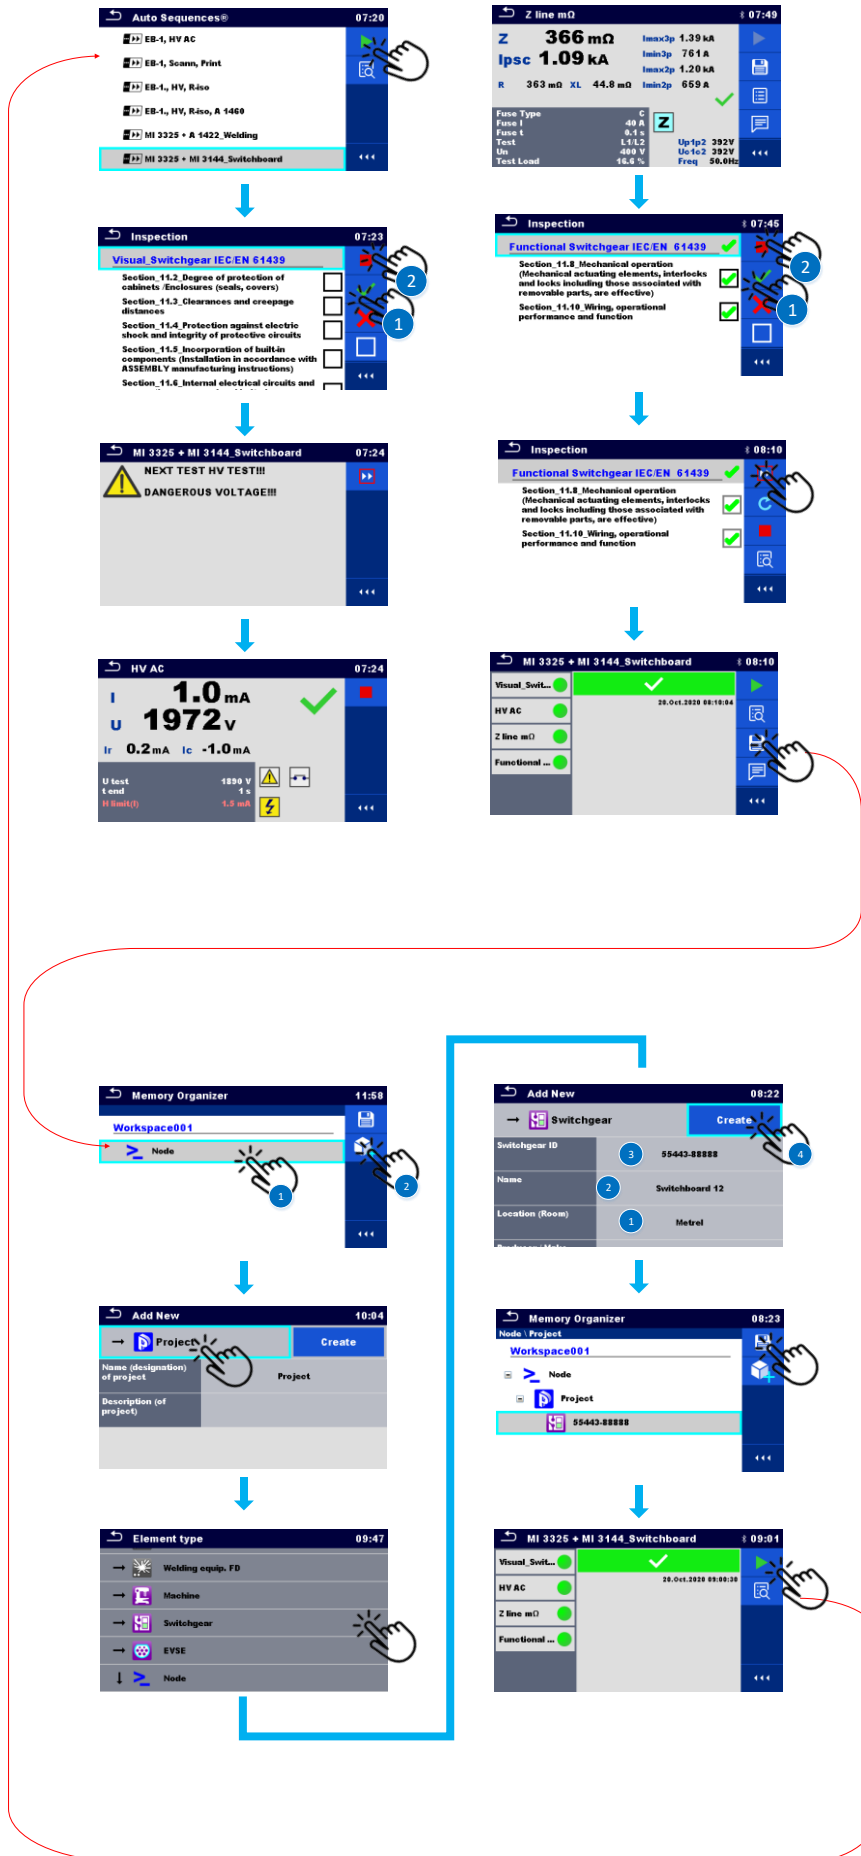 Auto Sequences® 07:20
EB-1, HV AC
EB-1, Scann, Print
EB-1., HV, R-iso
EB-1., HV, R-iso, A 1460
MI 3325 + A 1422_Welding
MI 3325 + MI 3144_Switchboard
Inspection 07:23
Visual_Switchgear IEC/EN 61439
Section_11.2_Degree of protection of
cabinets /Enclosures (seals, covers)
Section_11.3_Clearances and creepage
distances
Section_11.4_Protection against electric
shock and integrity of protective circuits
Section_11.5_Incorporation of built-in
components (Installation in accordance with
ASSEMBLY manufacturing instructions)
Section_11.6_Internal electrical circuits and
2
1
MI 3325 + MI 3144_Switchboard 07:24
NEXT TEST HV TEST!!!
DANGEROUS VOLTAGE!!!
HV AC 07:24
I 1.0 mA
U 1972 V
Ir 0.2 mA Ic -1.0 mA
U test 1890 V
t end 1 s
H limit(I) 1.5 mA
Z line mΩ 07:49
Z 366 mΩ
Ipsc 1.09 kA
R 363 mΩ XL 44.8 mΩ
Imax3p 1.39 kA
Imin3p 761 A
Imax2p 1.20 kA
Imin2p 659 A
Fuse Type C
Fuse I 40 A
Fuse t 0.1 s
Test L1/L2
Un 400 V
Test Load 16.6 %
Z
Up1p2 392V
Uc1c2 392V
Freq 50.0Hz
Inspection 07:45
Functional Switchgear IEC/EN 61439
Section_11.8_Mechanical operation
(Mechanical actuating elements, interlocks
and locks including those associated with
removable parts, are effective)
Section_11.10_Wiring, operational
performance and function
2
1
Inspection 08:10
Functional Switchgear IEC/EN 61439
Section_11.8_Mechanical operation
(Mechanical actuating elements, interlocks
and locks including those associated with
removable parts, are effective)
Section_11.10_Wiring, operational
performance and function
MI 3325 + MI 3144_Switchboard 08:10
Visual_Swit...
HV AC
Z line mΩ
Functional ...
20.Oct.2020 08:10:04
Memory Organizer 11:58
Workspace001
Node
1
2
Add New 10:04
Project
Create
Name (designation)
of project
Project
Description (of
project)
Element type 09:47
Welding equip. FD
Machine
Switchgear
EVSE
Node
Add New 08:22
Switchgear
Create
4
Switchgear ID
3 55443-88888
Name
2 Switchboard 12
Location (Room)
1 Metrel
Memory Organizer 08:23
Node \ Project
Workspace001
Node
Project
55443-88888
MI 3325 + MI 3144_Switchboard 09:01
Visual_Swit...
HV AC
Z line mΩ
Functional ...
20.Oct.2020 09:00:30